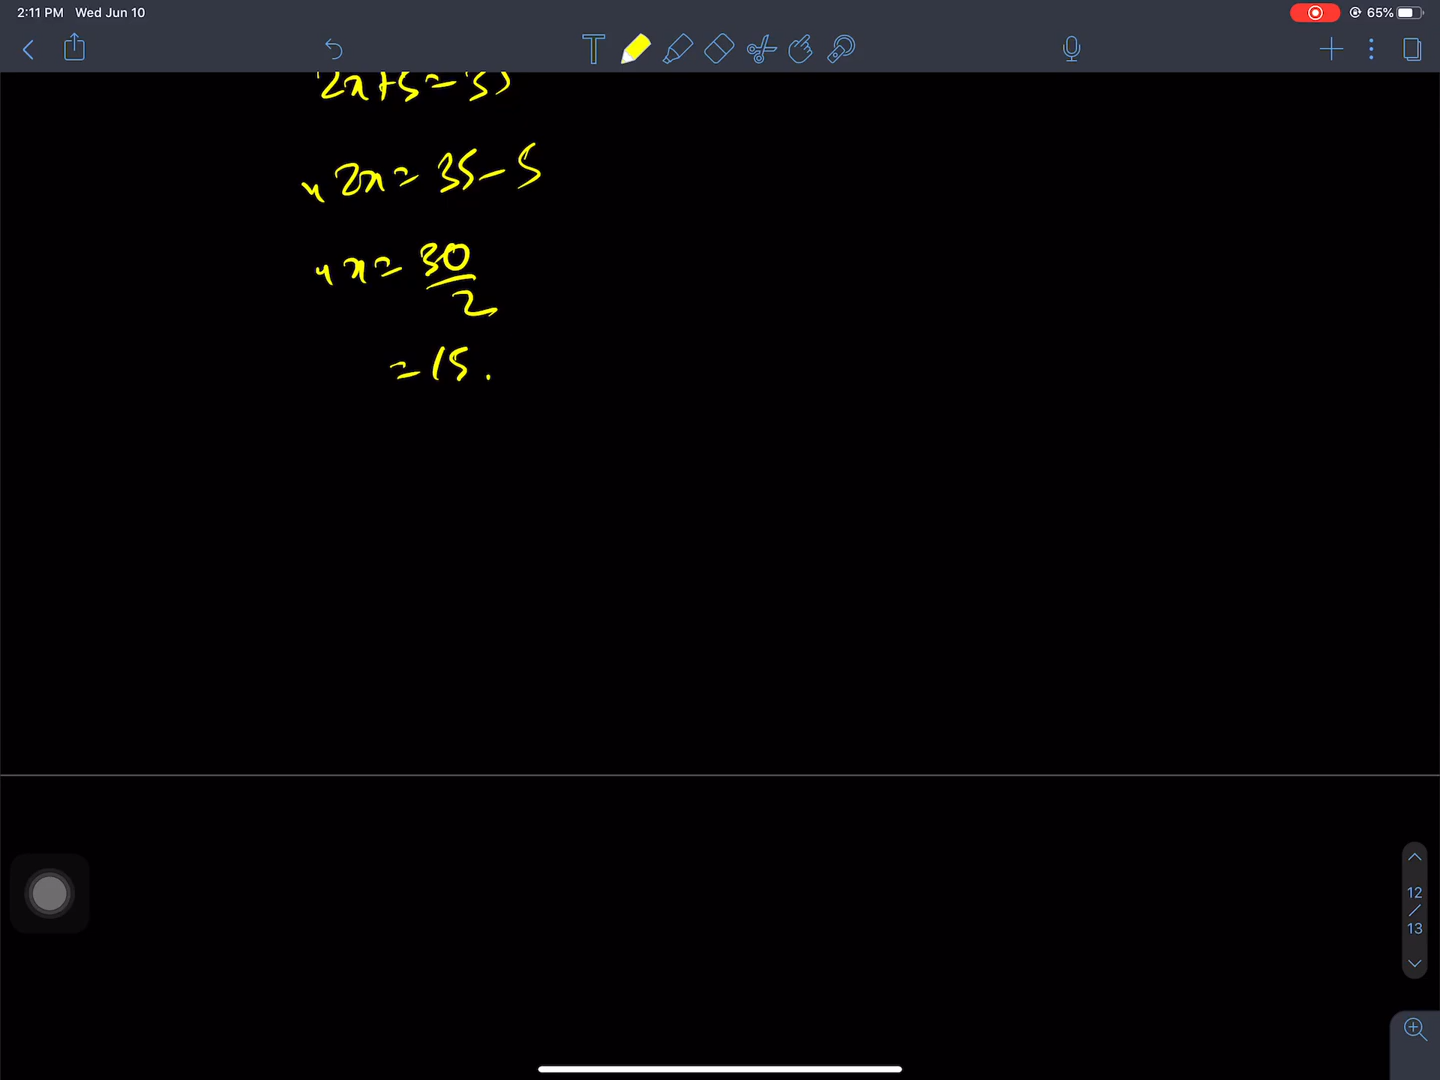 2:11 PM Wed Jun 10
65%
T
2x+5=35
2x = 35-5
x = 30/2
= 15.
12
/
13